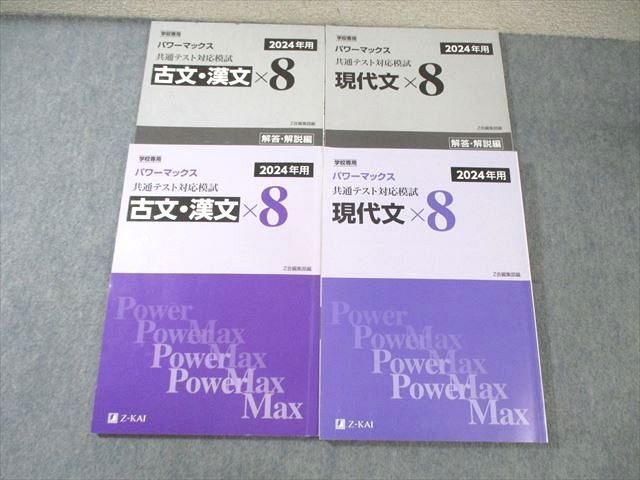 学校専用
2024年用
パワーマックス
共通テスト対応模試
古文・漢文×8
Z会編集部編
解答・解説編
学校専用
2024年用
パワーマックス
共通テスト対応模試
現代文×8
Z会編集部編
解答・解説編
学校専用
2024年用
パワーマックス
共通テスト対応模試
古文・漢文×8
Z会編集部編
Power
PowerMax
PowerMax
PowerMax
Max
Z-KAI
学校専用
2024年用
パワーマックス
共通テスト対応模試
現代文×8
Z会編集部編
Power
PowerMax
PowerMax
PowerMax
Max
Z-KAI